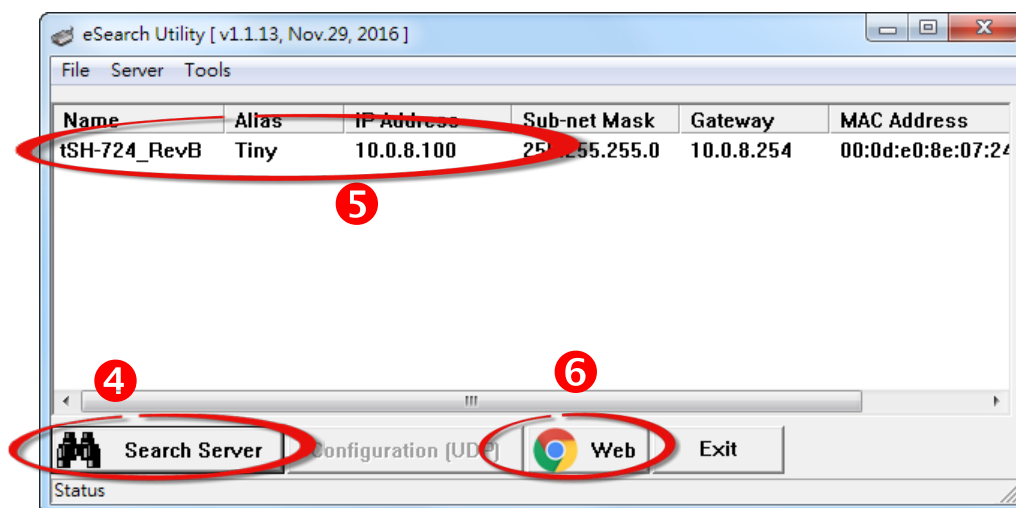 eSearch Utility [ v1.1.13, Nov.29, 2016 ]
File Server Tools
Name Alias IP Address Sub-net Mask Gateway MAC Address
tSH-724_RevB Tiny 10.0.8.100 255.255.255.0 10.0.8.254 00:0d:e0:8e:07:24
5
4
6
Search Server Configuration (UDP) Web Exit
Status